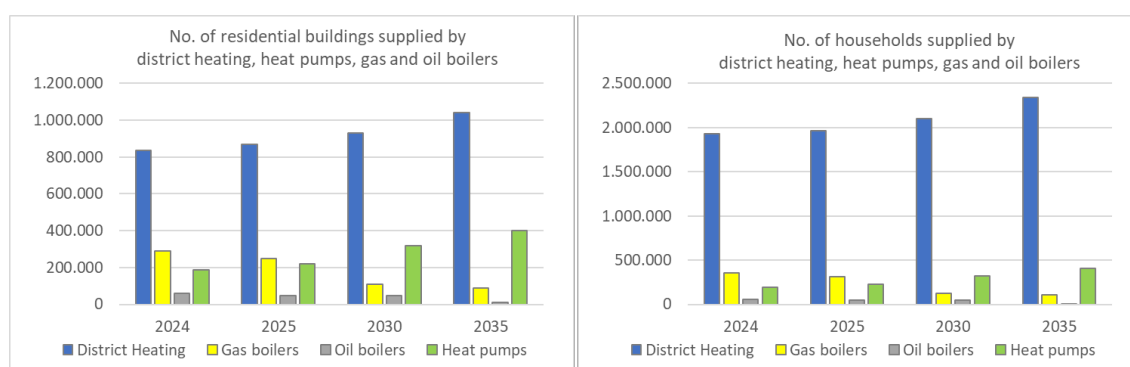 No. of residential buildings supplied by
district heating, heat pumps, gas and oil boilers
1.200.000
1.000.000
800.000
600.000
400.000
200.000
0
2024 2025 2030 2035
District Heating Gas boilers Oil boilers Heat pumps
No. of households supplied by
district heating, heat pumps, gas and oil boilers
2.500.000
2.000.000
1.500.000
1.000.000
500.000
0
2024 2025 2030 2035
District Heating Gas boilers Oil boilers Heat pumps